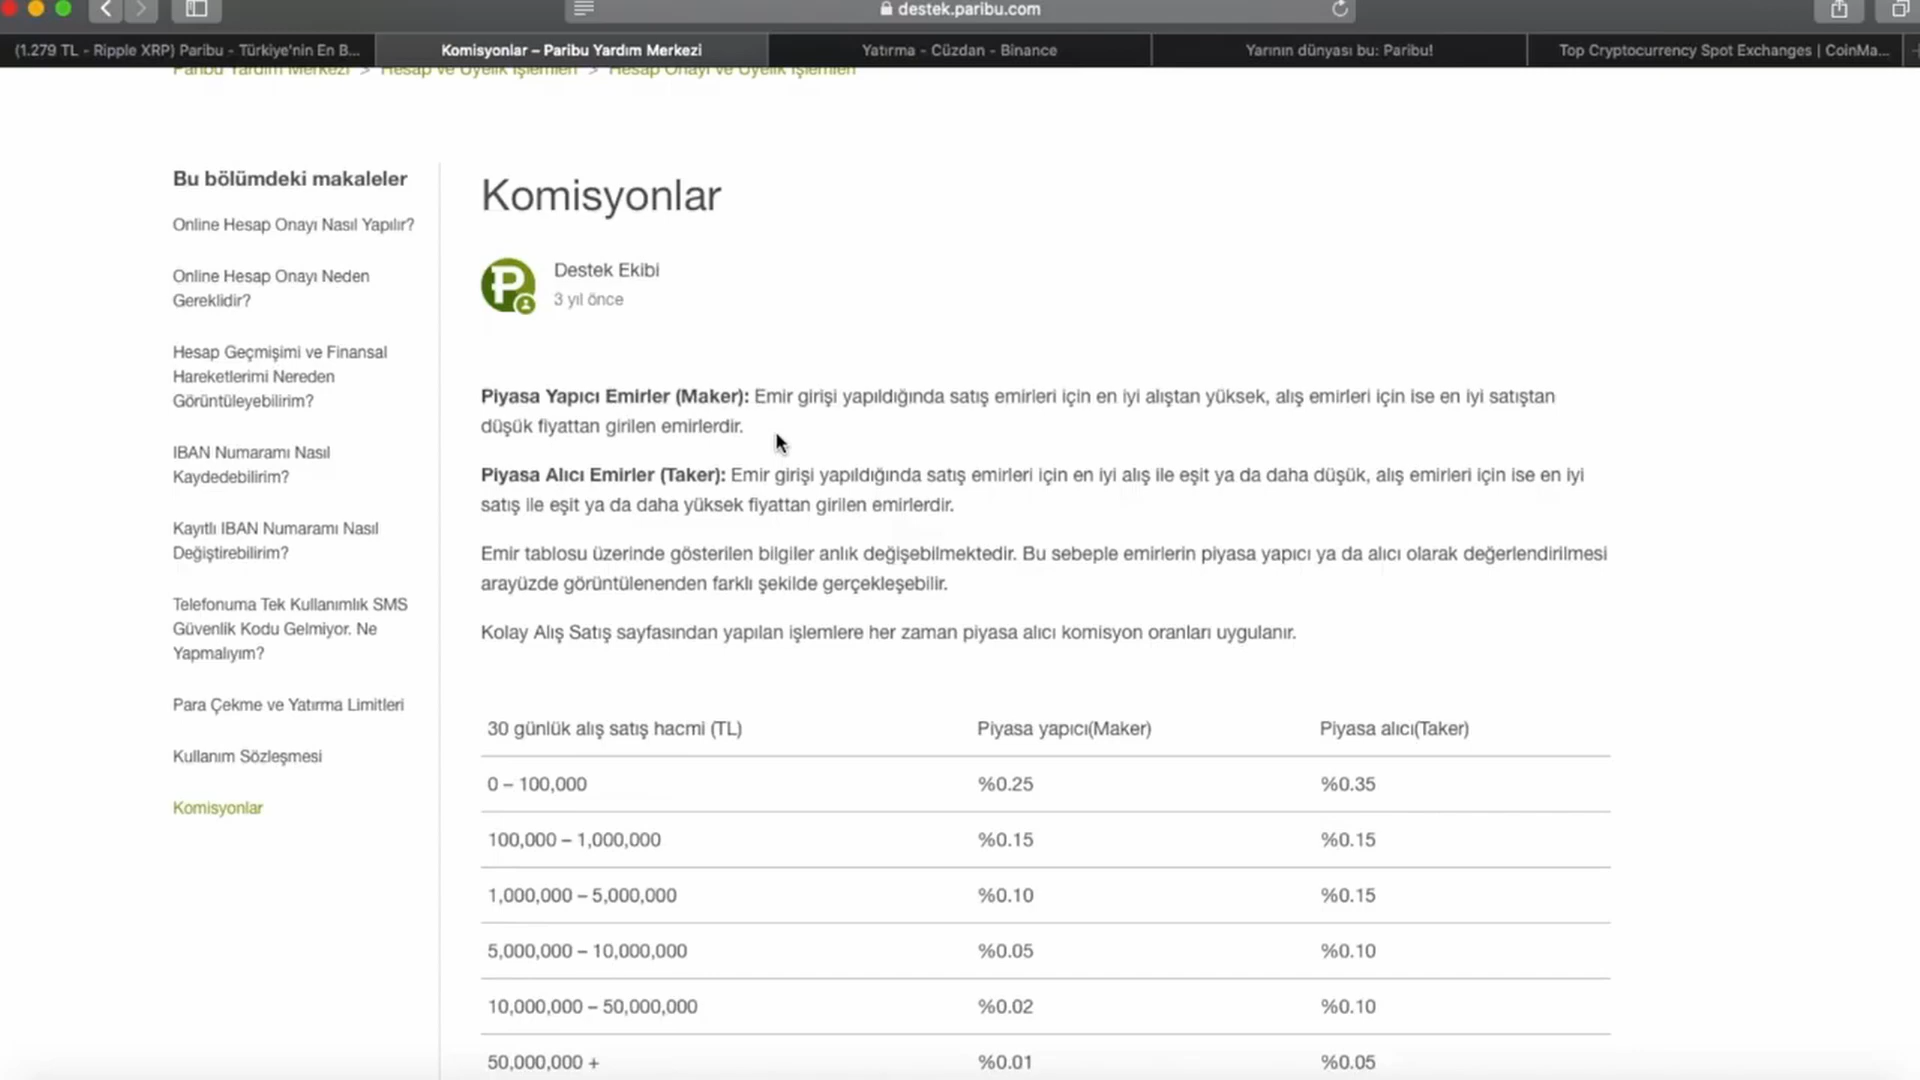 destek.paribu.com
(1.279 TL - Ripple XRP) Paribu - Türkiye'nin En B...
Komisyonlar – Paribu Yardım Merkezi
Yatırma - Cüzdan - Binance
Yarının dünyası bu: Paribu!
Top Cryptocurrency Spot Exchanges | CoinMa...
Paribu Yardım Merkezi > Hesap ve Üyelik İşlemleri > Hesap Onayı ve Üyelik İşlemleri
Bu bölümdeki makaleler
Online Hesap Onayı Nasıl Yapılır?
Online Hesap Onayı Neden
Gereklidir?
Hesap Geçmişimi ve Finansal
Hareketlerimi Nereden
Görüntüleyebilirim?
IBAN Numaramı Nasıl
Kaydedebilirim?
Kayıtlı IBAN Numaramı Nasıl
Değiştirebilirim?
Telefonuma Tek Kullanımlık SMS
Güvenlik Kodu Gelmiyor. Ne
Yapmalıyım?
Para Çekme ve Yatırma Limitleri
Kullanım Sözleşmesi
Komisyonlar
Komisyonlar
Destek Ekibi
3 yıl önce
Piyasa Yapıcı Emirler (Maker): Emir girişi yapıldığında satış emirleri için en iyi alıştan yüksek, alış emirleri için ise en iyi satıştan
düşük fiyattan girilen emirlerdir.
Piyasa Alıcı Emirler (Taker): Emir girişi yapıldığında satış emirleri için en iyi alış ile eşit ya da daha düşük, alış emirleri için ise en iyi
satış ile eşit ya da daha yüksek fiyattan girilen emirlerdir.
Emir tablosu üzerinde gösterilen bilgiler anlık değişebilmektedir. Bu sebeple emirlerin piyasa yapıcı ya da alıcı olarak değerlendirilmesi
arayüzde görüntülenenden farklı şekilde gerçekleşebilir.
Kolay Alış Satış sayfasından yapılan işlemlere her zaman piyasa alıcı komisyon oranları uygulanır.
30 günlük alış satış hacmi (TL) Piyasa yapıcı(Maker) Piyasa alıcı(Taker)
0 – 100,000 %0.25 %0.35
100,000 – 1,000,000 %0.15 %0.15
1,000,000 – 5,000,000 %0.10 %0.15
5,000,000 – 10,000,000 %0.05 %0.10
10,000,000 – 50,000,000 %0.02 %0.10
50,000,000 + %0.01 %0.05